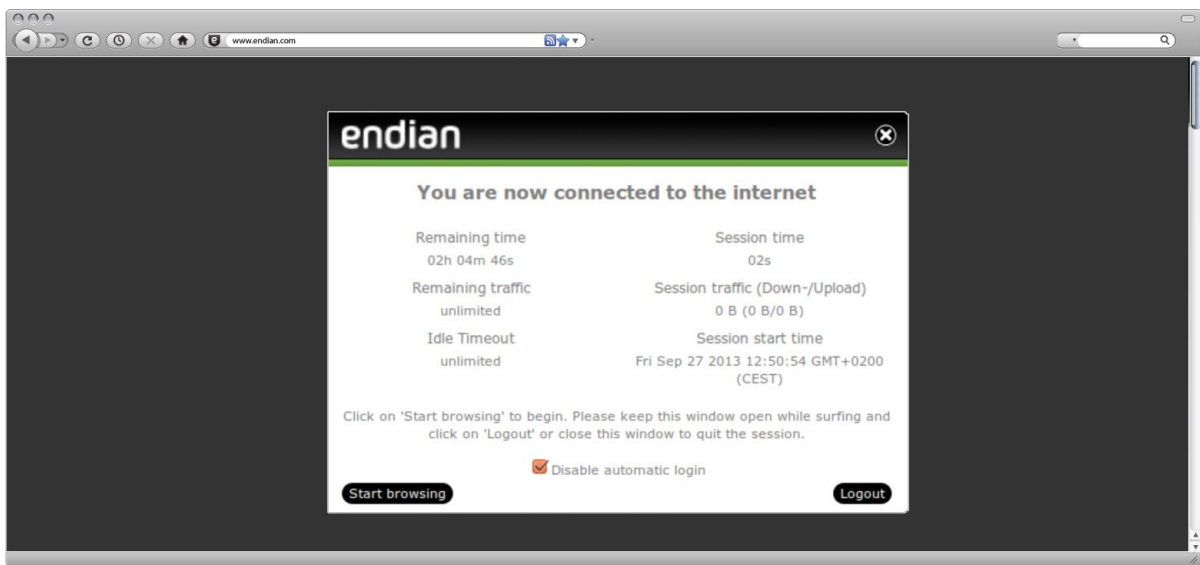 www.endian.com
endian
You are now connected to the internet
Remaining time
Session time
02h 04m 46s
02s
Remaining traffic
Session traffic (Down-/Upload)
unlimited
0 B (0 B/0 B)
Idle Timeout
Session start time
unlimited
Fri Sep 27 2013 12:50:54 GMT+0200
(CEST)
Click on 'Start browsing' to begin. Please keep this window open while surfing and
click on 'Logout' or close this window to quit the session.
Disable automatic login
Start browsing
Logout